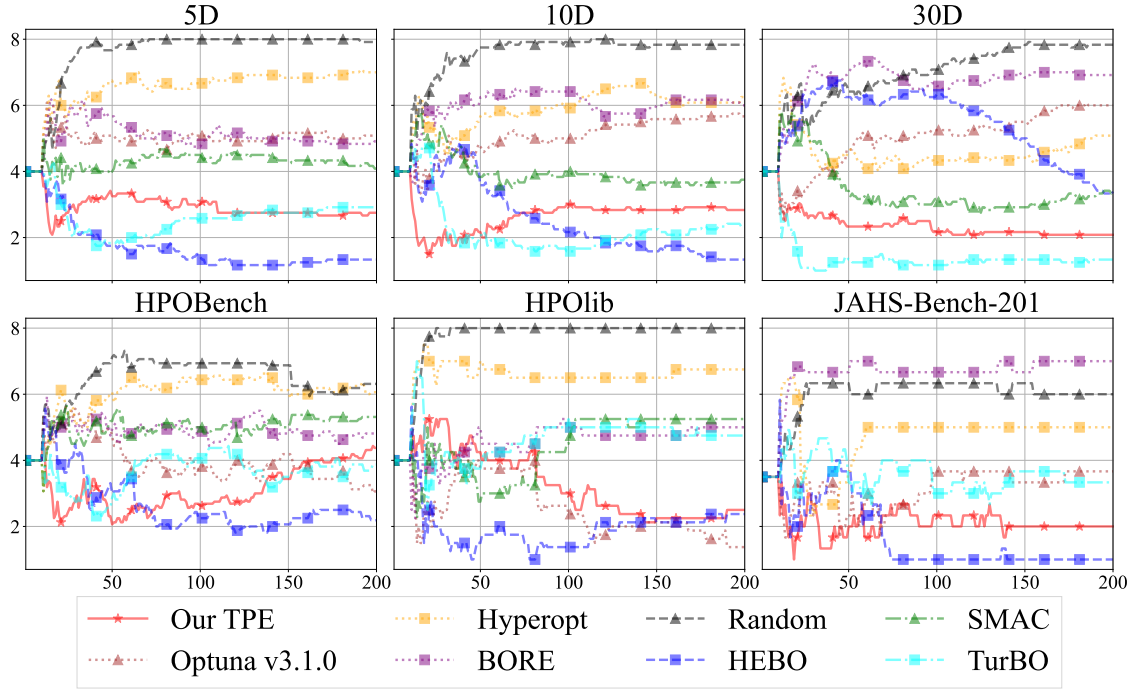 5D 10D 30D
8
6
4
2
HPOBench HPOlib JAHS-Bench-201
8
6
4
2
50 100 150 200 50 100 150 200 50 100 150 200
Our TPE Hyperopt Random SMAC
Optuna v3.1.0 BORE HEBO TurBO